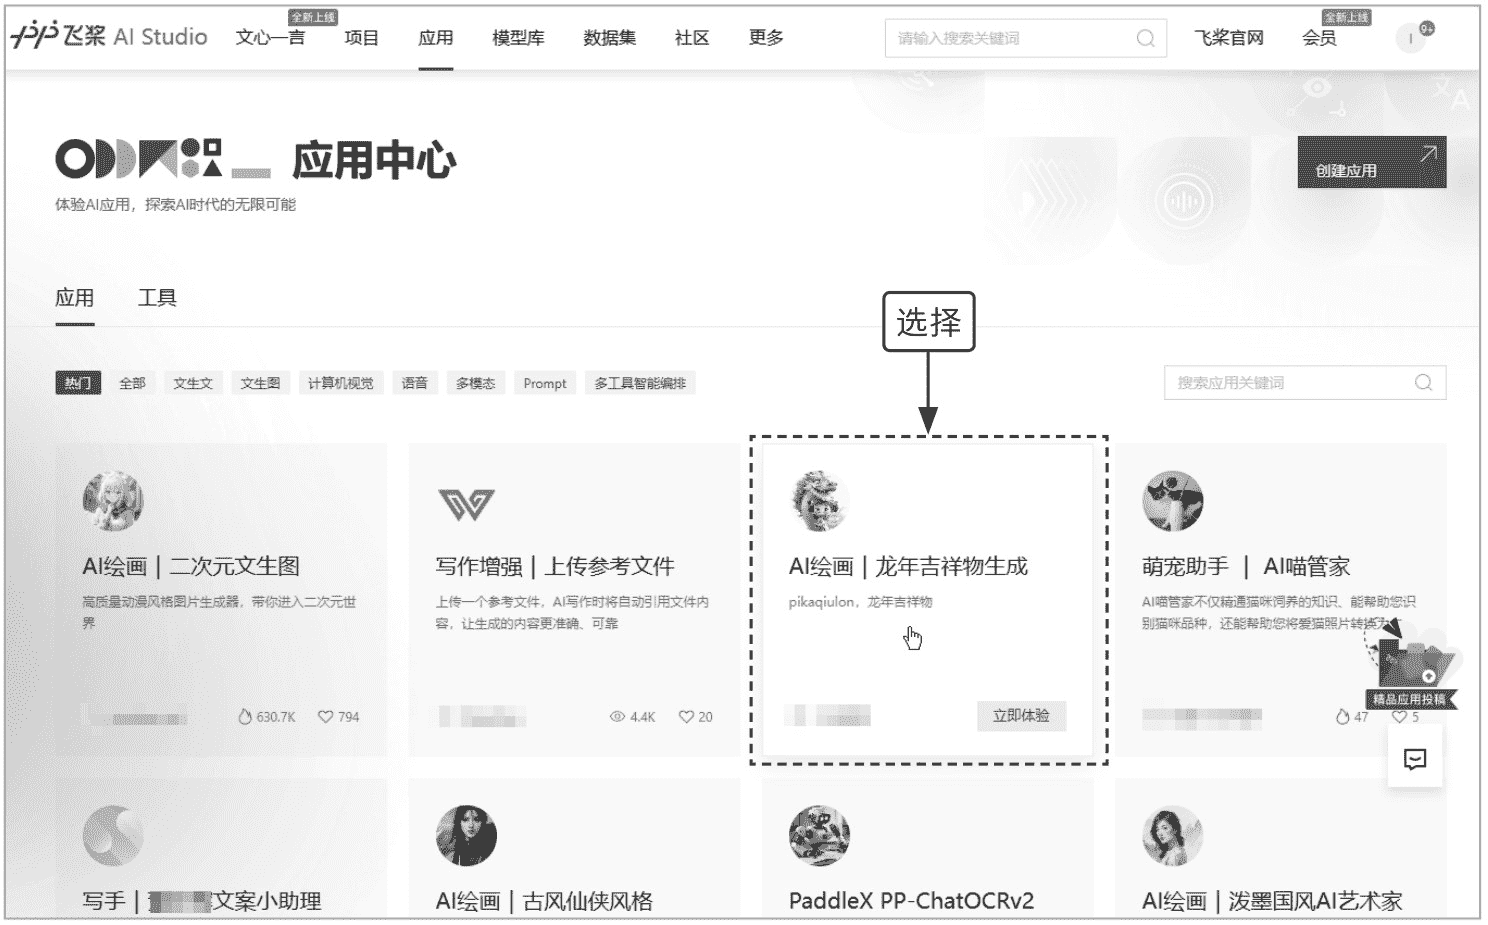 全新上线
全新上线
飞桨 AI Studio
文心一言
项目
应用
模型库
数据集
社区
更多
请输入搜索关键词
飞桨官网
会员
9+
应用中心
体验AI应用，探索AI时代的无限可能
创建应用
应用
工具
选择
热门
全部
文生文
文生图
计算机视觉
语音
多模态
Prompt
多工具智能编排
搜索应用关键词
AI绘画 | 二次元文生图
高质量动漫风格图片生成器，带你进入二次元世
界
630.7K
794
写作增强 | 上传参考文件
上传一个参考文件，AI写作时将自动引用文件内
容，让生成的内容更准确、可靠
4.4K
20
AI绘画 | 龙年吉祥物生成
pikaqiulon，龙年吉祥物
立即体验
萌宠助手 | AI喵管家
AI喵管家不仅精通猫咪饲养的知识、能帮助您识
别猫咪品种，还能帮助您将爱猫照片转换为
精品应用投稿
47
5
写手 |
文案小助理
AI绘画 | 古风仙侠风格
PaddleX PP-ChatOCRv2
AI绘画 | 泼墨国风AI艺术家